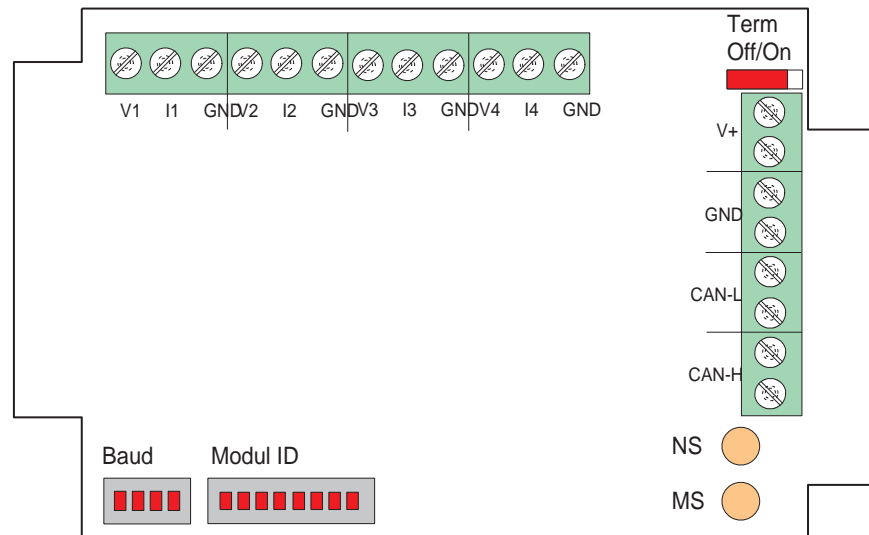 Term
Off/On
V1 I1 GND V2 I2 GND V3 I3 GND V4 I4 GND
V+
GND
CAN-L
CAN-H
NS
Baud Modul ID
MS